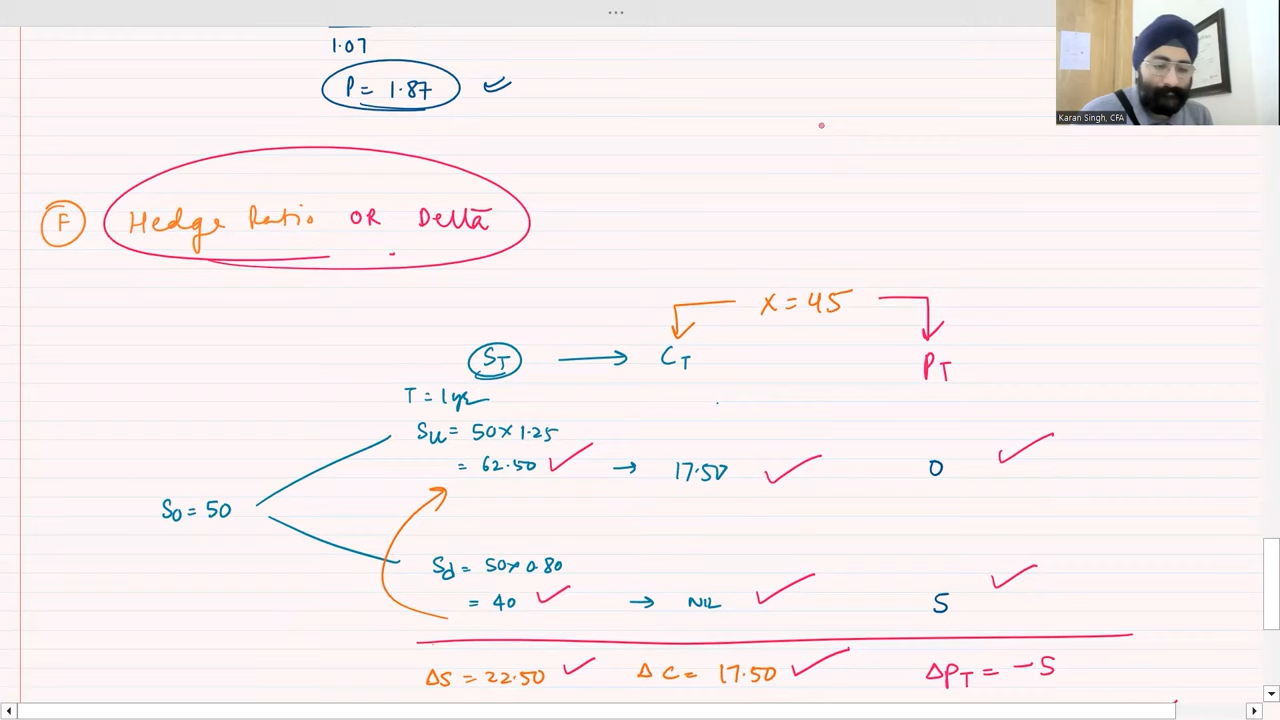 1.07
P = 1.87
Karan Singh, CFA
F Hedge Ratio OR Delta
X = 45
ST → CT PT
T = 1yr
Su = 50 × 1.25
= 62.50 → 17.50 0
S0 = 50
Sd = 50 × 0.80
= 40 → NIL 5
ΔS = 22.50 ΔC = 17.50 ΔPT = -5